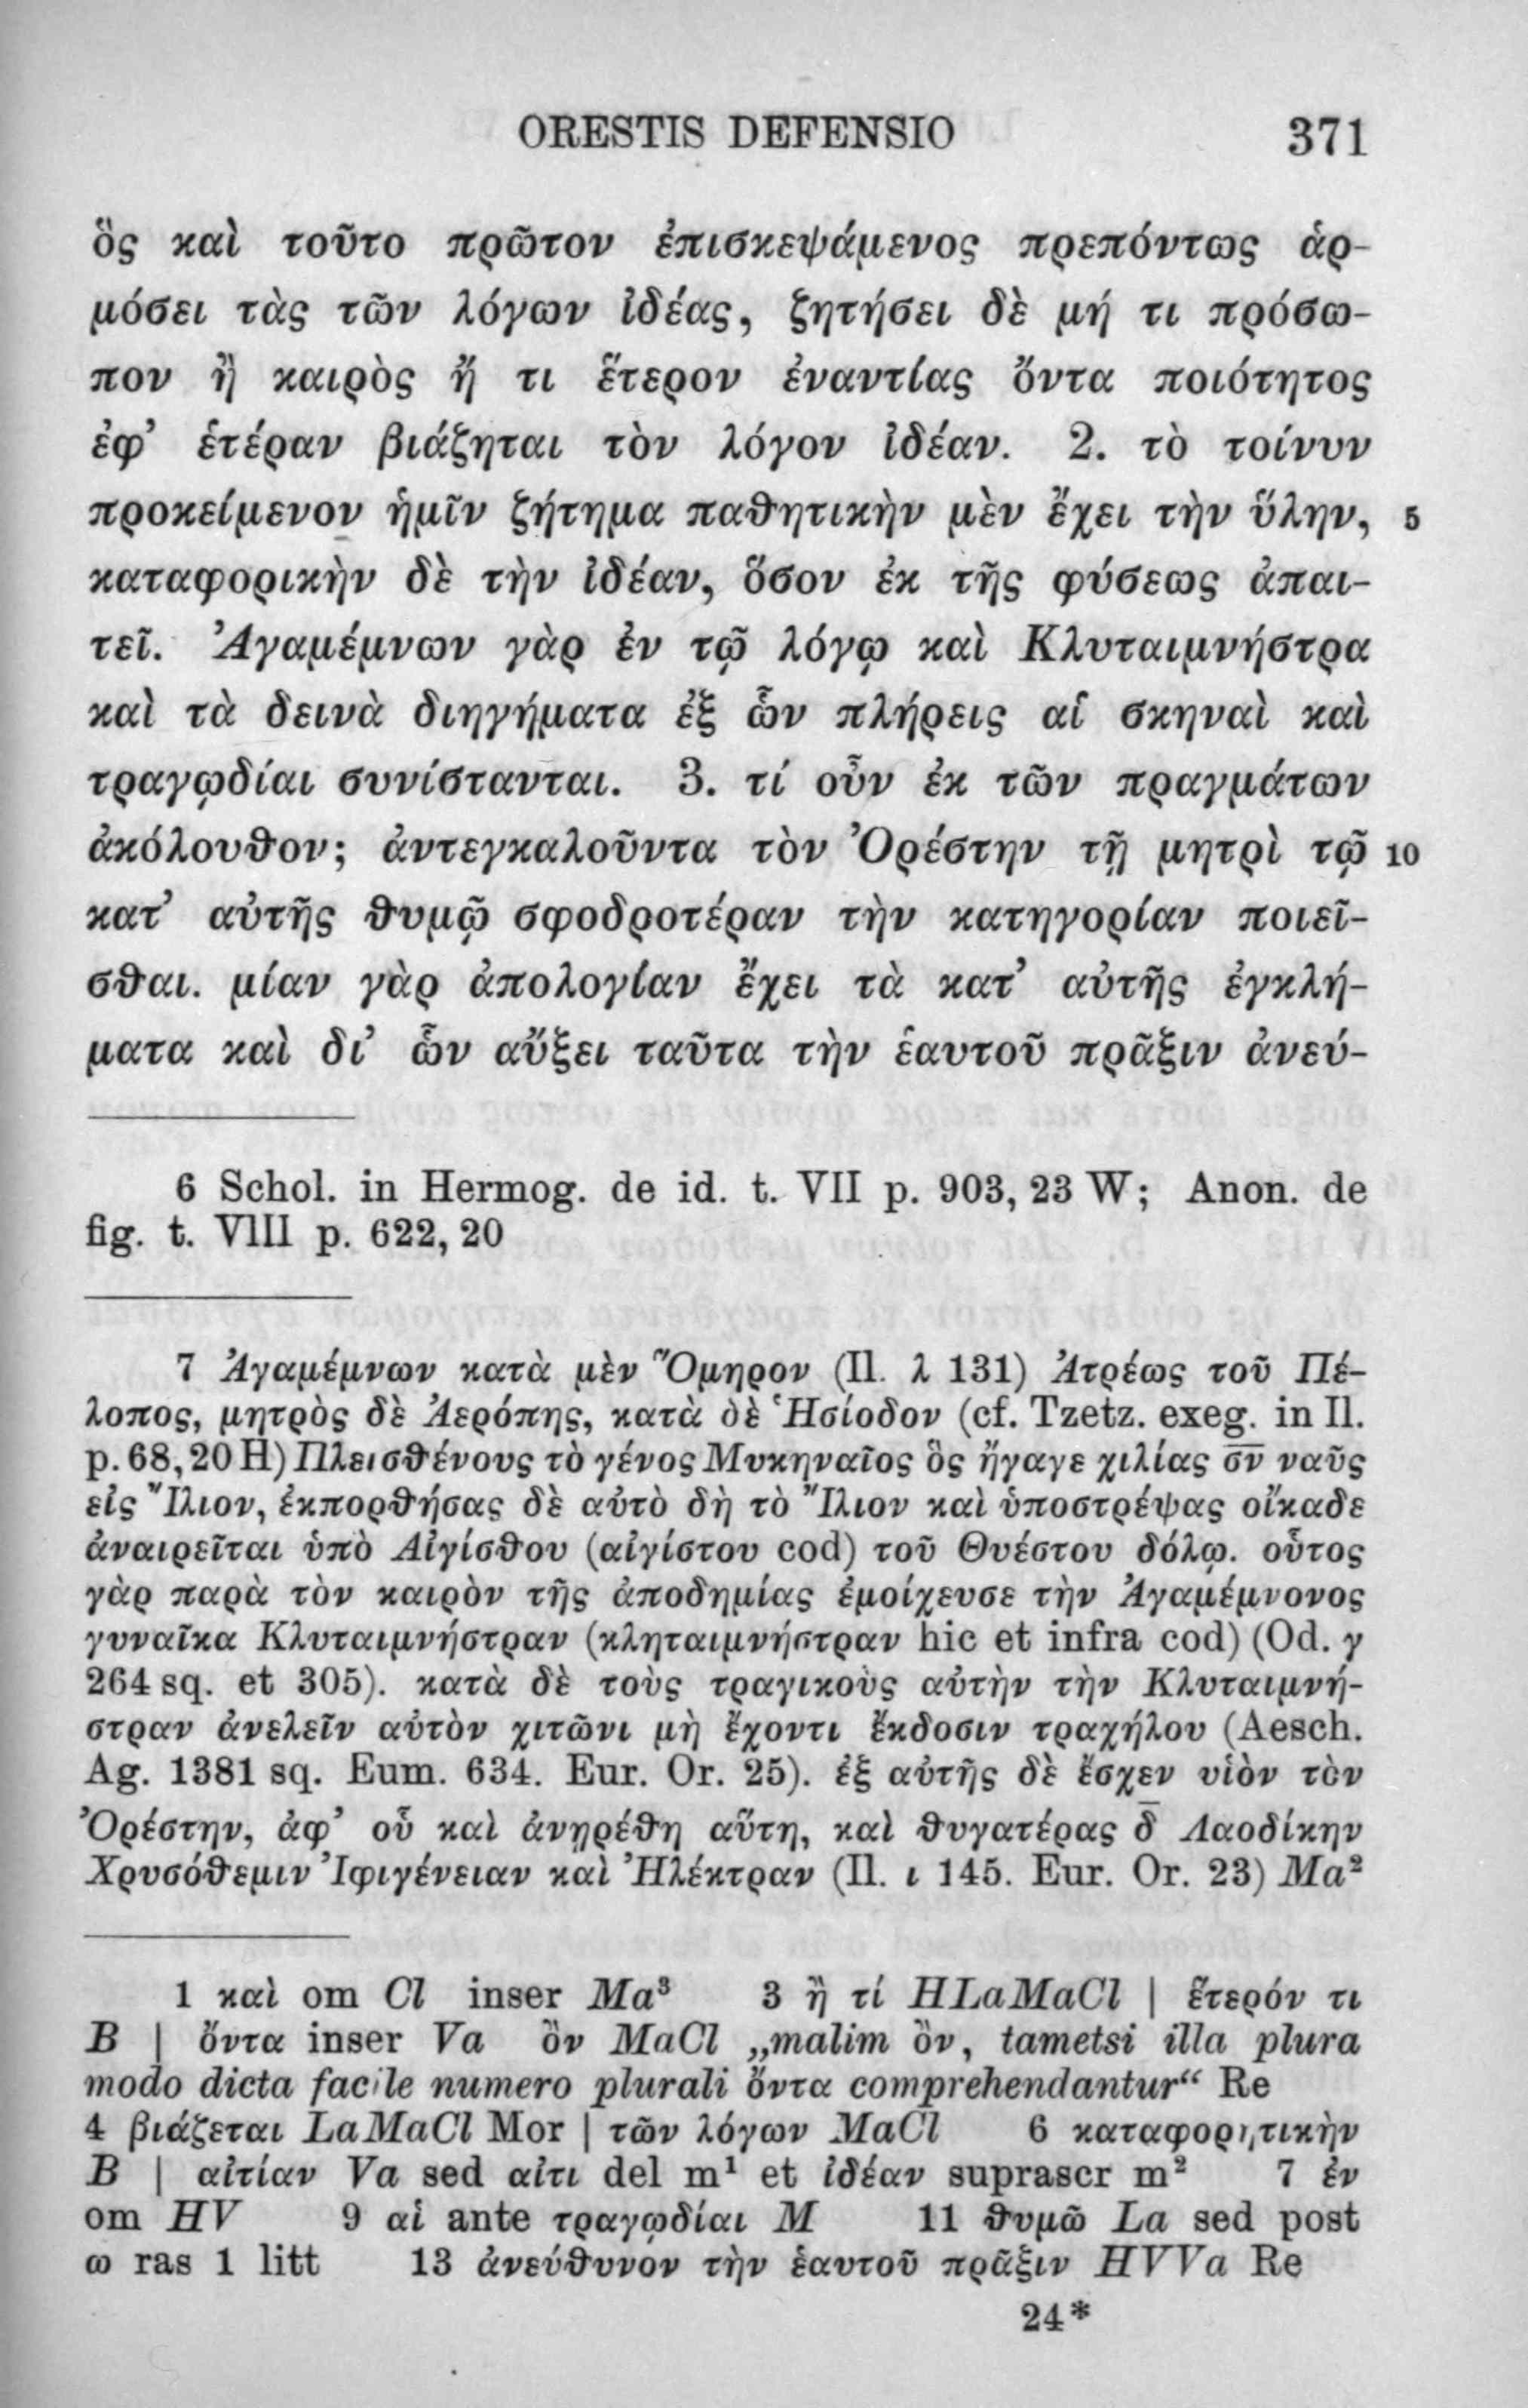 ORESTIS DEFENSIO 371
ὃς καὶ τοῦτο πρῶτον ἐπισκεψάμενος πρεπόντως ἁρ-
μόσει τὰς τῶν λόγων ἰδέας, ζητήσει δὲ μή τι πρόσω-
πον ἢ καιρὸς ἤ τι ἕτερον ἐναντίας ὄντα ποιότητος
ἐφ’ ἑτέραν βιάζηται τὸν λόγον ἰδέαν. 2. τὸ τοίνυν
προκείμενον ἡμῖν ζήτημα παθητικὴν μὲν ἔχει τὴν ὕλην, 5
καταφορικὴν δὲ τὴν ἰδέαν, ὅσον ἐκ τῆς φύσεως ἀπαι-
τεῖ. Ἀγαμέμνων γὰρ ἐν τῷ λόγῳ καὶ Κλυταιμνήστρα
καὶ τὰ δεινὰ διηγήματα ἐξ ὧν πλήρεις αἱ σκηναὶ καὶ
τραγῳδίαι συνίστανται. 3. τί οὖν ἐκ τῶν πραγμάτων
ἀκόλουθον; ἀντεγκαλοῦντα τὸν Ὀρέστην τῇ μητρὶ τῷ 10
κατ’ αὐτῆς θυμῷ σφοδροτέραν τὴν κατηγορίαν ποιεῖ-
σθαι. μίαν γὰρ ἀπολογίαν ἔχει τὰ κατ’ αὐτῆς ἐγκλή-
ματα καὶ δι’ ὧν αὔξει ταῦτα τὴν ἑαυτοῦ πρᾶξιν ἀνεύ-
6 Schol. in Hermog. de id. t. VII p. 903, 23 W; Anon. de
fig. t. VIII p. 622, 20
7 Ἀγαμέμνων κατὰ μὲν Ὅμηρον (Il. λ 131) Ἀτρέως τοῦ Πέ-
λοπος, μητρὸς δὲ Ἀερόπης, κατὰ δὲ Ἡσίοδον (cf. Tzetz. exeg. in Il.
p. 68, 20 H) Πλεισθένους τὸ γένος Μυκηναῖος ὃς ἤγαγε χιλίας σ̅ν̅ ναῦς
εἰς Ἴλιον, ἐκπορθήσας δὲ αὐτὸ δὴ τὸ Ἴλιον καὶ ὑποστρέψας οἴκαδε
ἀναιρεῖται ὑπὸ Αἰγίσθου (αἰγίστου cod) τοῦ Θυέστου δόλῳ. οὗτος
γὰρ παρὰ τὸν καιρὸν τῆς ἀποδημίας ἐμοίχευσε τὴν Ἀγαμέμνονος
γυναῖκα Κλυταιμνήστραν (κληταιμνήστραν hic et infra cod) (Od. γ
264 sq. et 305). κατὰ δὲ τοὺς τραγικοὺς αὐτὴν τὴν Κλυταιμνή-
στραν ἀνελεῖν αὐτὸν χιτῶνι μὴ ἔχοντι ἔκδοσιν τραχήλου (Aesch.
Ag. 1381 sq. Eum. 634. Eur. Or. 25). ἐξ αὐτῆς δὲ ἔσχεν υἱὸν τὸν
Ὀρέστην, ἀφ’ οὗ καὶ ἀνῃρέθη αὕτη, καὶ θυγατέρας δ̅ Λαοδίκην
Χρυσόθεμιν Ἰφιγένειαν καὶ Ἠλέκτραν (Il. ι 145. Eur. Or. 23) Ma²
1 καὶ om Cl inser Ma³ 3 ἢ τί HLaMaCl | ἕτερόν τι
B | ὄντα inser Va ὂν MaCl „malim ὂν, tametsi illa plura
modo dicta facile numero plurali ὄντα comprehendantur“ Re
4 βιάζεται LaMaCl Mor | τῶν λόγων MaCl 6 καταφορητικὴν
B | αἰτίαν Va sed αἰτι del m¹ et ἰδέαν suprascr m² 7 ἐν
om HV 9 αἱ ante τραγῳδίαι M 11 θυμῶ La sed post
ω ras 1 litt 13 ἀνεύθυνον τὴν ἑαυτοῦ πρᾶξιν HVVa Re
24*